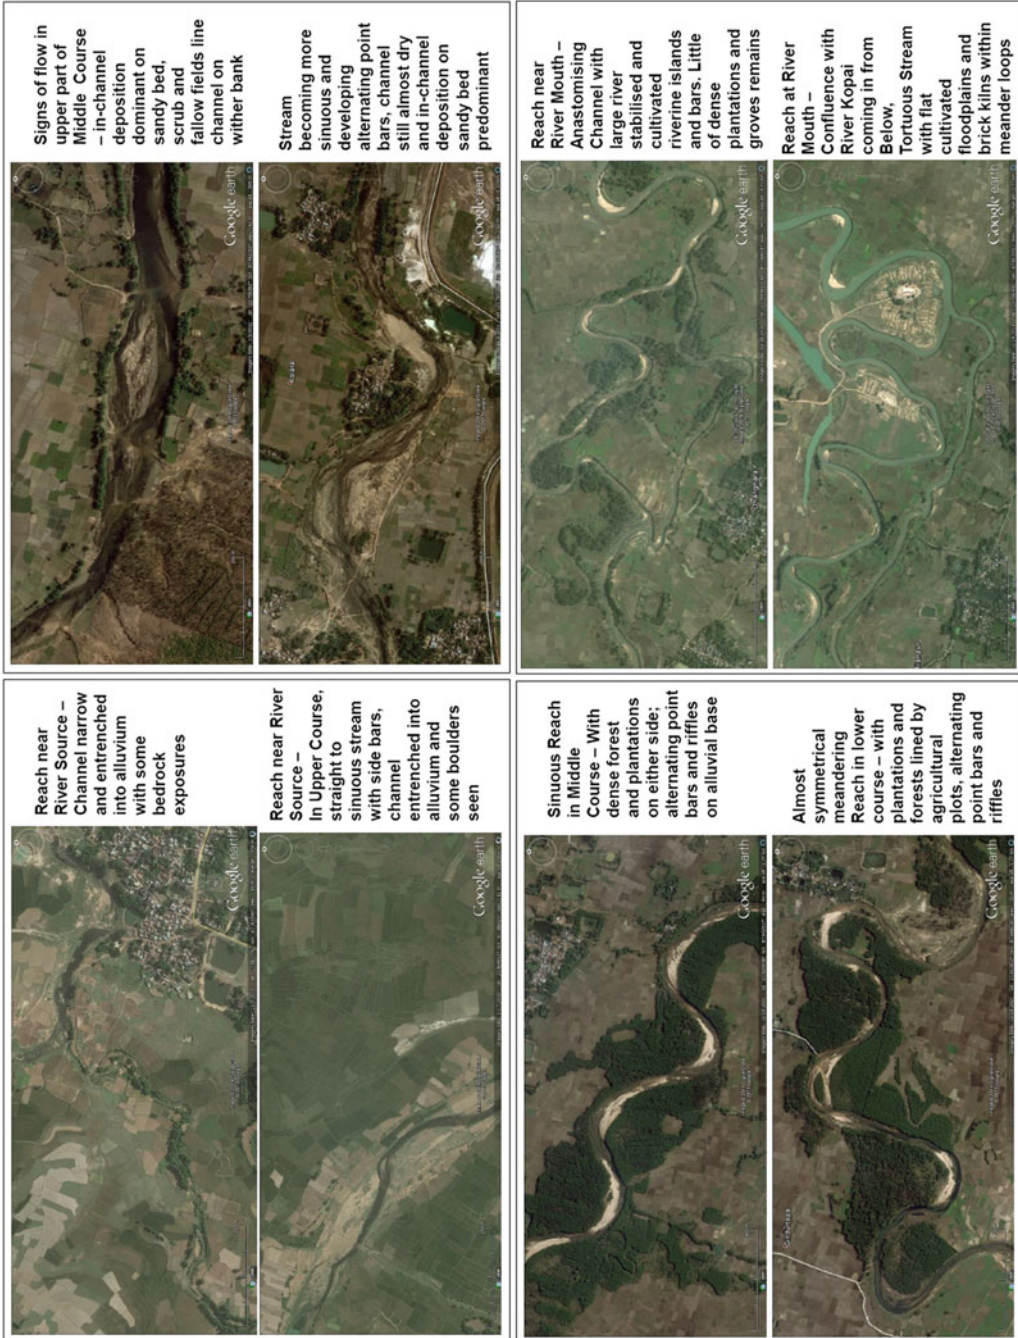 Reach near
River Source –
Channel narrow
and entrenched
into alluvium
with some
bedrock
exposures
Google earth
Reach near River
Source –
In Upper Course,
straight to
sinuous stream
with side bars,
channel
entrenched into
alluvium and
some boulders
seen
Google earth
Signs of flow in
upper part of
Middle Course
– in-channel
deposition
dominant on
sandy bed,
scrub and
fallow fields line
channel on
wither bank
Google earth
Stream
becoming more
sinuous and
developing
alternating point
bars, channel
still almost dry
and in-channel
deposition on
sandy bed
predominant
Google earth
Sinuous Reach
in Middle
Course – With
dense forest
and plantations
on either side;
alternating point
bars and riffles
on alluvial base
Google earth
Almost
symmetrical
meandering
Reach in lower
course – with
plantations and
forests lined by
agricultural
plots, alternating
point bars and
riffles
Google earth
Reach near
River Mouth –
Anastomising
Channel with
large river
stabilised and
cultivated
riverine islands
and bars. Little
of dense
plantations and
groves remains
Google earth
Reach at River
Mouth –
Confluence with
River Kopai
coming in from
Below,
Tortuous Stream
with flat
cultivated
floodplains and
brick kilns within
meander loops
Google earth